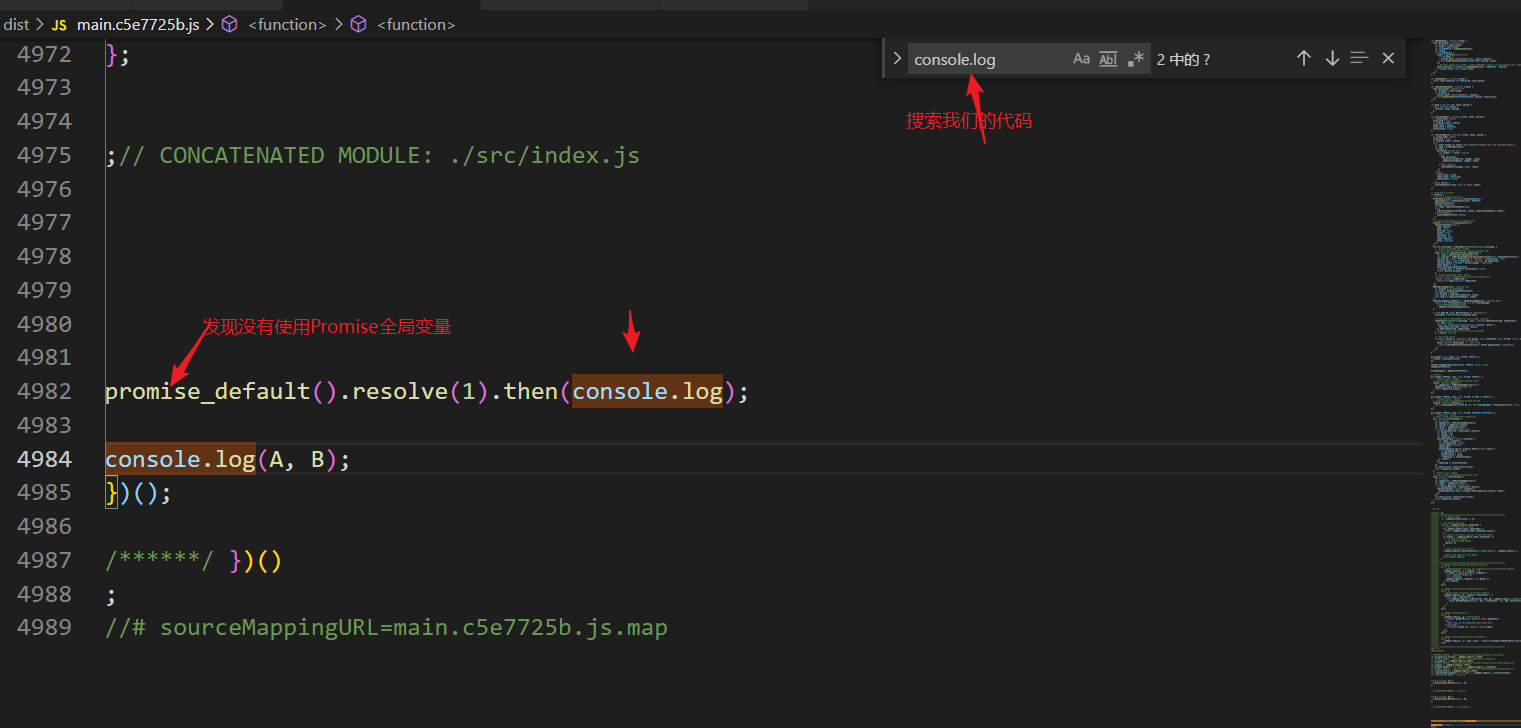 dist > JS main.c5e7725b.js > <function> > <function>
console.log Aa Abl .* 2 中的 ?
搜索我们的代码
4972 };
4973
4974
4975 ;// CONCATENATED MODULE: ./src/index.js
4976
4977
4978
4979
4980
发现没有使用Promise全局变量
4981
4982 promise_default().resolve(1).then(console.log);
4983
4984 console.log(A, B);
4985 })();
4986
4987 /******/ })()
4988 ;
4989 //# sourceMappingURL=main.c5e7725b.js.map